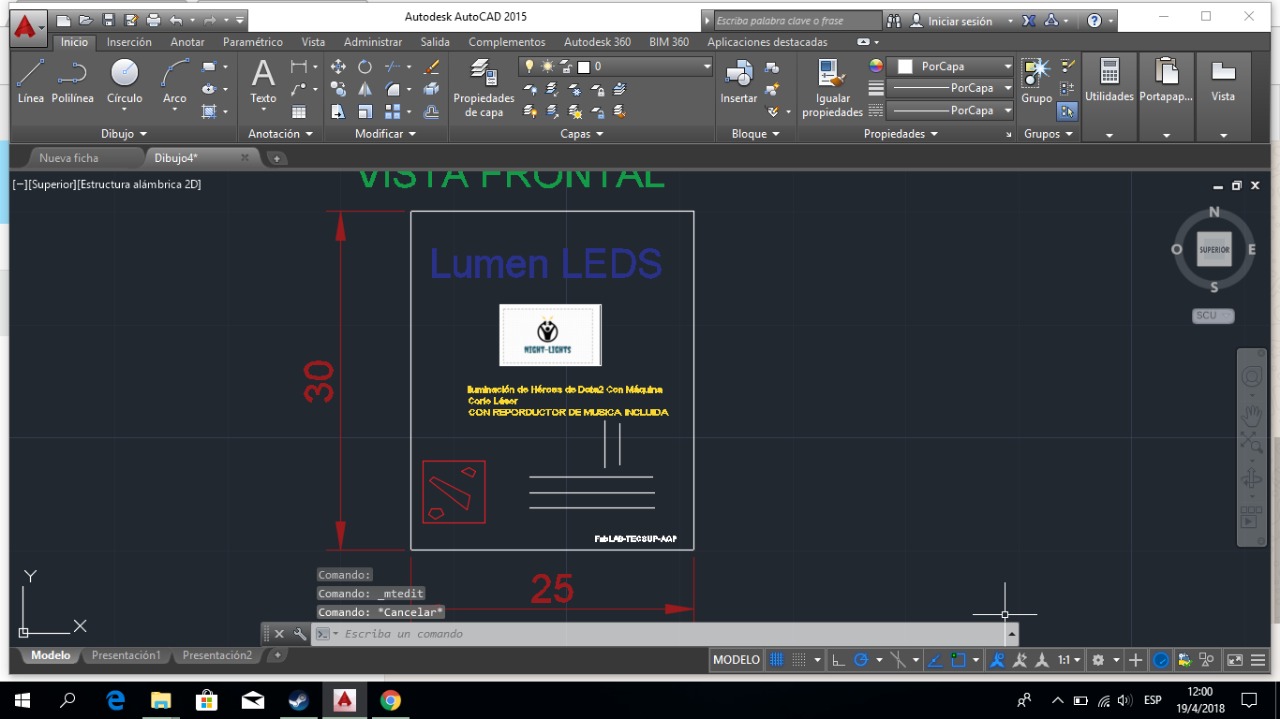 Autodesk AutoCAD 2015
Escriba palabra clave o frase
Iniciar sesión
Inicio Inserción Anotar Paramétrico Vista Administrar Salida Complementos Autodesk 360 BIM 360 Aplicaciones destacadas
Línea Polilínea Círculo Arco
Texto
Propiedades de capa
0
Insertar
Igualar propiedades
PorCapa
PorCapa
PorCapa
Grupo
Utilidades
Portapap...
Vista
Dibujo Anotación Modificar Capas Bloque Propiedades Grupos
Nueva ficha Dibujo4*
[−][Superior][Estructura alámbrica 2D]
VISTA FRONTAL
N
O SUPERIOR E
S
SCU
Lumen LEDS
NIGHT-LIGHTS
30
Iluminación de Héroes de Dota2 Con Máquina
Corte Láser
CON REPORDUCTOR DE MUSICA INCLUIDA
FabLAB-TECSUP-AQP
25
Y
X
Comando:
Comando: _mtedit
Comando: *Cancelar*
Escriba un comando
Modelo Presentación1 Presentación2
MODELO 1:1
ESP
12:00
19/4/2018